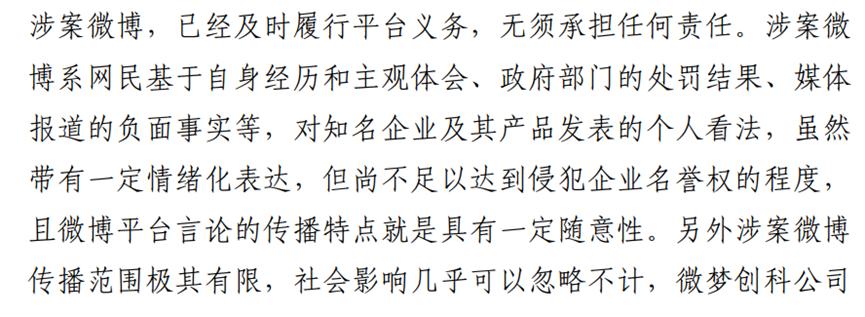 涉案微博，已经及时履行平台义务，无须承担任何责任。涉案微
博系网民基于自身经历和主观体会、政府部门的处罚结果、媒体
报道的负面事实等，对知名企业及其产品发表的个人看法，虽然
带有一定情绪化表达，但尚不足以达到侵犯企业名誉权的程度，
且微博平台言论的传播特点就是具有一定随意性。另外涉案微博
传播范围极其有限，社会影响几乎可以忽略不计，微梦创科公司